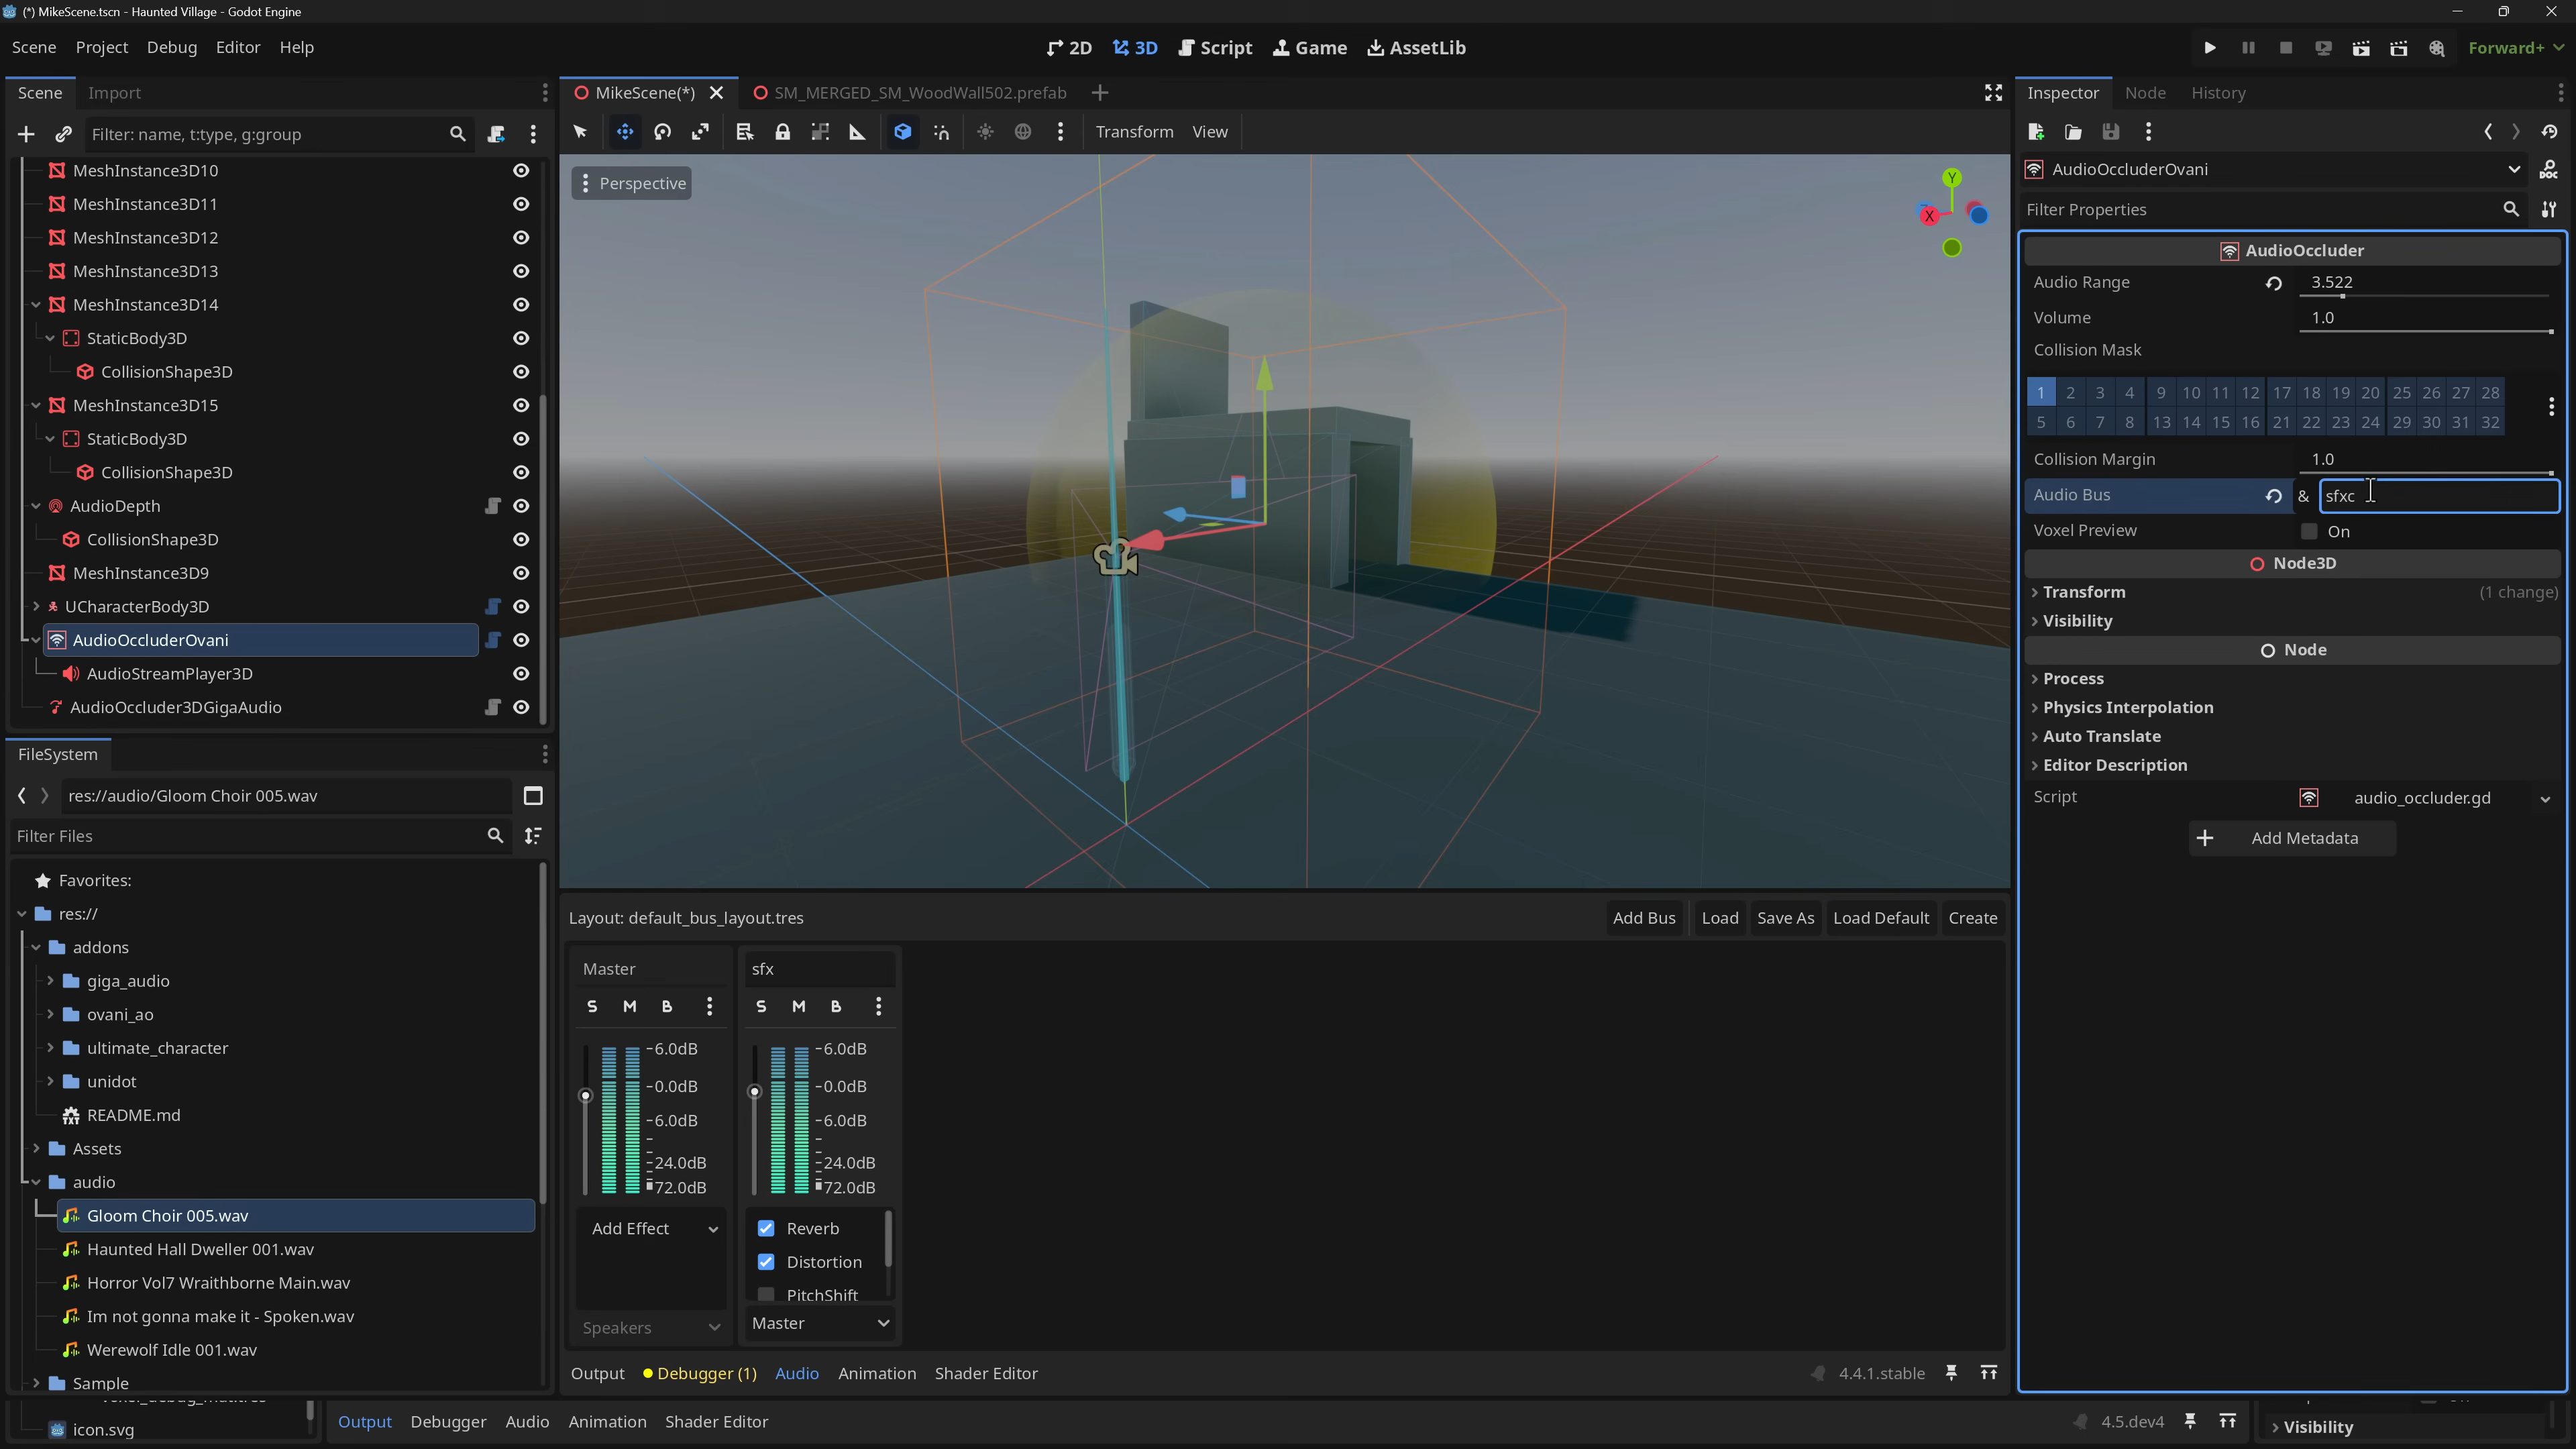 (*) MikeScene.tscn - Haunted Village - Godot Engine
Scene Project Debug Editor Help
2D 3D Script Game AssetLib
Forward+
Scene Import
MikeScene(*) SM_MERGED_SM_WoodWall502.prefab
Inspector Node History
Filter: name, t:type, g:group
Transform View
MeshInstance3D10
MeshInstance3D11
MeshInstance3D12
MeshInstance3D13
MeshInstance3D14
StaticBody3D
CollisionShape3D
MeshInstance3D15
StaticBody3D
CollisionShape3D
AudioDepth
CollisionShape3D
MeshInstance3D9
UCharacterBody3D
AudioOccluderOvani
AudioStreamPlayer3D
AudioOccluder3DGigaAudio
Perspective
Y
X
AudioOccluderOvani
DOC
Filter Properties
AudioOccluder
Audio Range 3.522
Volume 1.0
Collision Mask
1 2 3 4 9 10 11 12 17 18 19 20 25 26 27 28
5 6 7 8 13 14 15 16 21 22 23 24 29 30 31 32
Collision Margin 1.0
Audio Bus & sfxc
Voxel Preview On
Node3D
Transform (1 change)
Visibility
Node
Process
Physics Interpolation
Auto Translate
Editor Description
Script audio_occluder.gd
Add Metadata
FileSystem
res://audio/Gloom Choir 005.wav
Filter Files
Favorites:
res://
addons
giga_audio
ovani_ao
ultimate_character
unidot
README.md
Assets
audio
Gloom Choir 005.wav
Haunted Hall Dweller 001.wav
Horror Vol7 Wraithborne Main.wav
Im not gonna make it - Spoken.wav
Werewolf Idle 001.wav
Sample
icon.svg
Layout: default_bus_layout.tres
Add Bus Load Save As Load Default Create
Master
S M B
-6.0dB
-0.0dB
-6.0dB
-24.0dB
72.0dB
Add Effect
Speakers
sfx
S M B
-6.0dB
-0.0dB
-6.0dB
-24.0dB
72.0dB
Reverb
Distortion
PitchShift
Master
Output Debugger (1) Audio Animation Shader Editor
4.4.1.stable
Output Debugger Audio Animation Shader Editor
4.5.dev4
Visibility